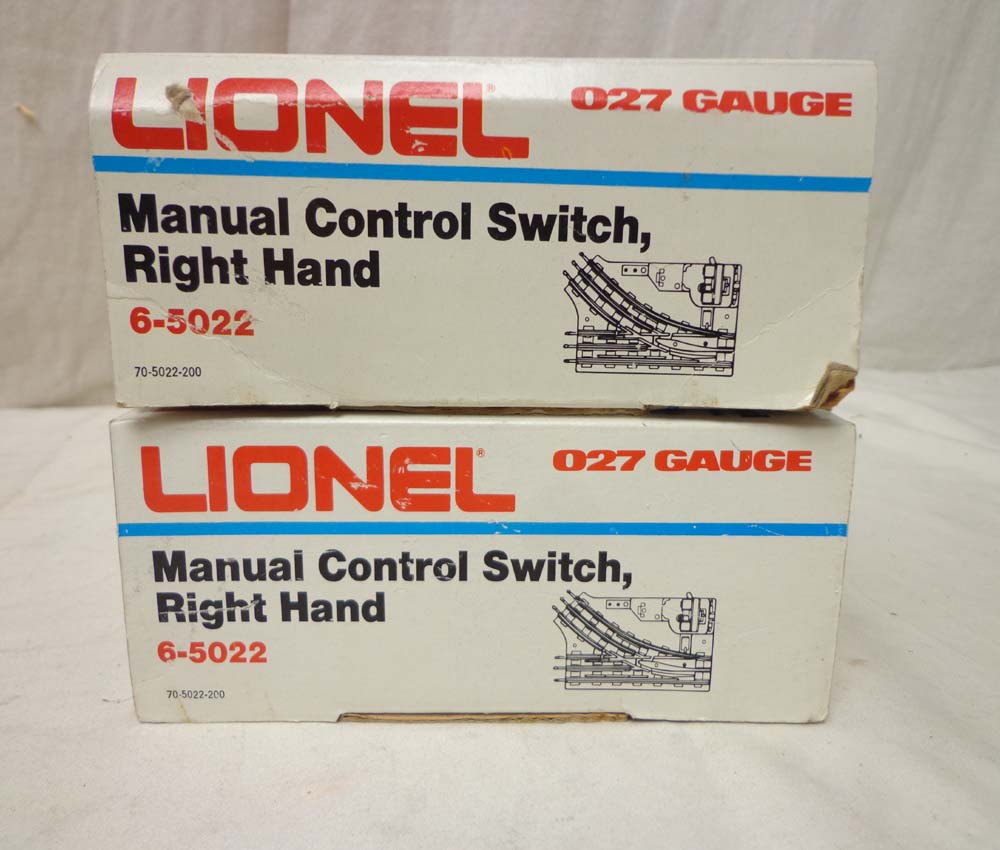 LIONEL® 027 GAUGE
Manual Control Switch,
Right Hand
6-5022
70-5022-200
LIONEL® 027 GAUGE
Manual Control Switch,
Right Hand
6-5022
70-5022-200